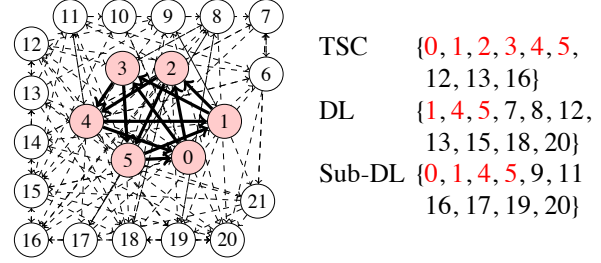 11 10 9 8 7
12 3 2 6
13 4 1
14 5 0
15 21
16 17 18 19 20
TSC {0, 1, 2, 3, 4, 5,
12, 13, 16}
DL {1, 4, 5, 7, 8, 12,
13, 15, 18, 20}
Sub-DL {0, 1, 4, 5, 9, 11
16, 17, 19, 20}